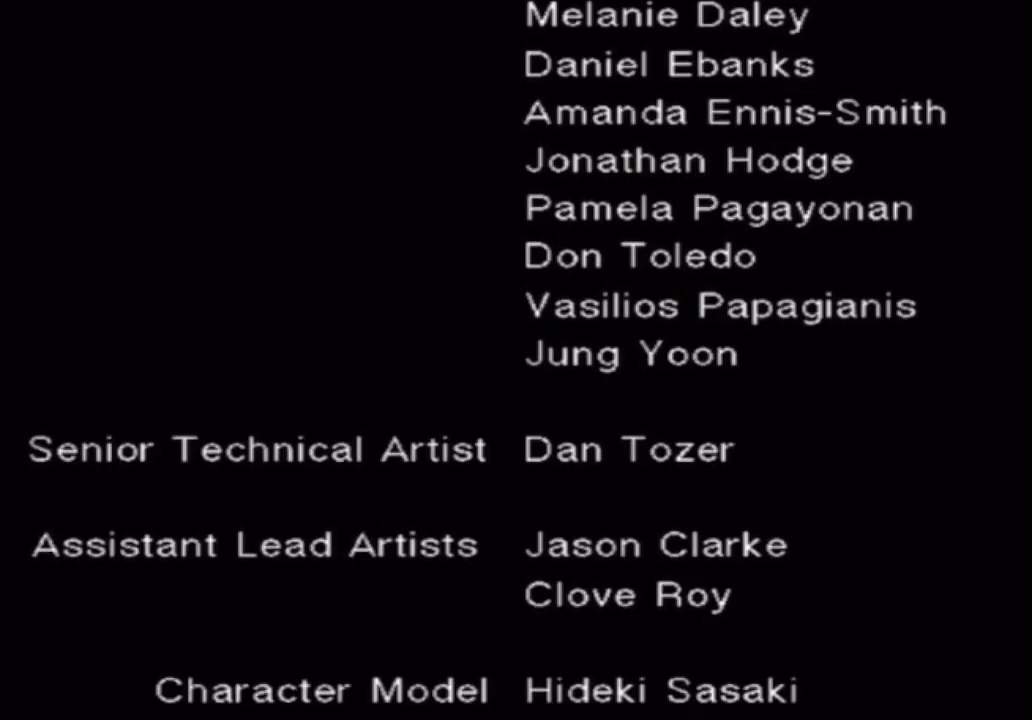 Melanie Daley
Daniel Ebanks
Amanda Ennis-Smith
Jonathan Hodge
Pamela Pagayonan
Don Toledo
Vasilios Papagianis
Jung Yoon
Senior Technical Artist Dan Tozer
Assistant Lead Artists Jason Clarke
Clove Roy
Character Model Hideki Sasaki